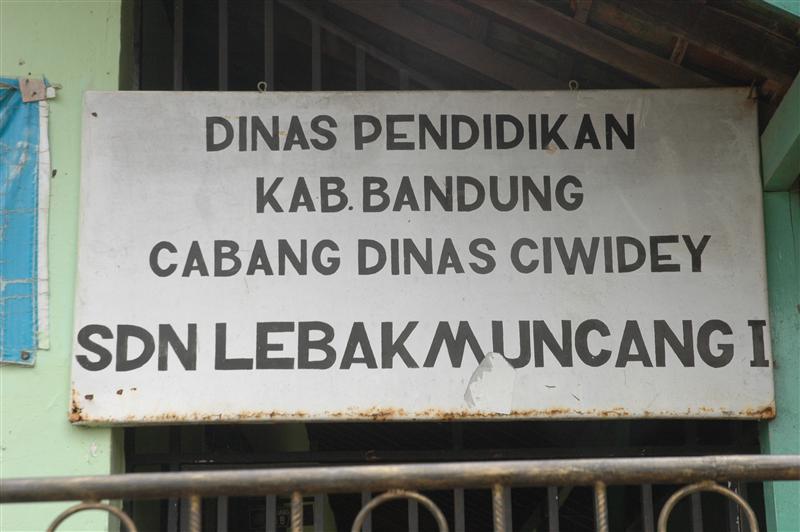 DINAS PENDIDIKAN
KAB. BANDUNG
CABANG DINAS CIWIDEY
SDN LEBAKMUNCANG I